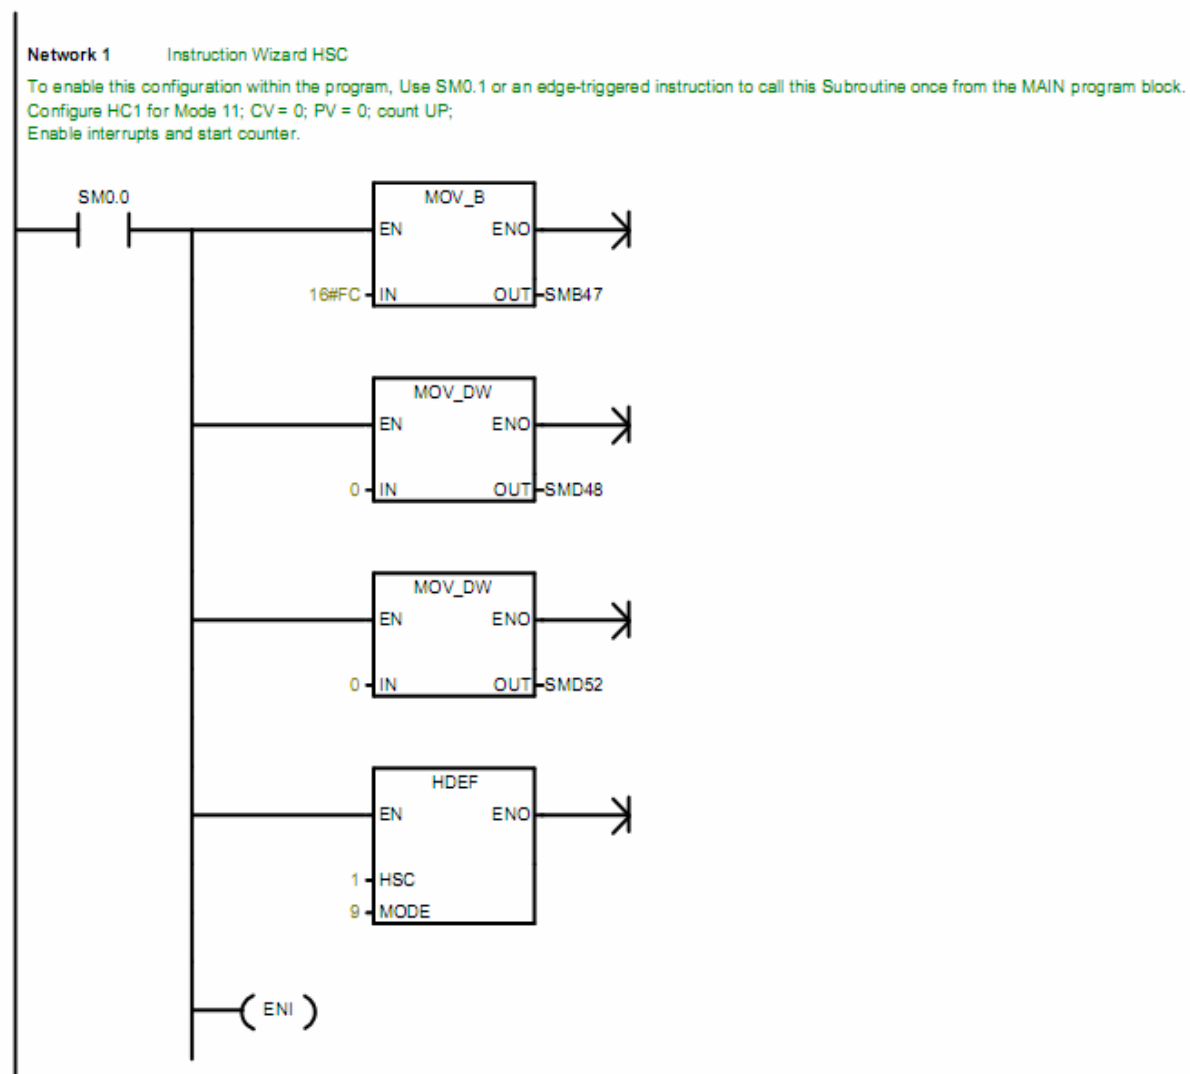 Network 1 Instruction Wizard HSC
To enable this configuration within the program, Use SM0.1 or an edge-triggered instruction to call this Subroutine once from the MAIN program block.
Configure HC1 for Mode 11; CV = 0; PV = 0; count UP;
Enable interrupts and start counter.
SM0.0
MOV_B
EN ENO
16#FC IN OUT SMB47
MOV_DW
EN ENO
0 IN OUT SMD48
MOV_DW
EN ENO
0 IN OUT SMD52
HDEF
EN ENO
1 HSC
9 MODE
ENI